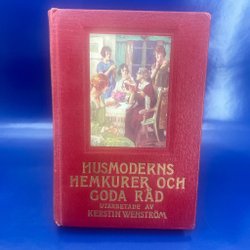 HUSMODERNS
HEMKURER OCH
GODA RÅD
UTARBETADE AV
KERSTIN WENSTRÖM